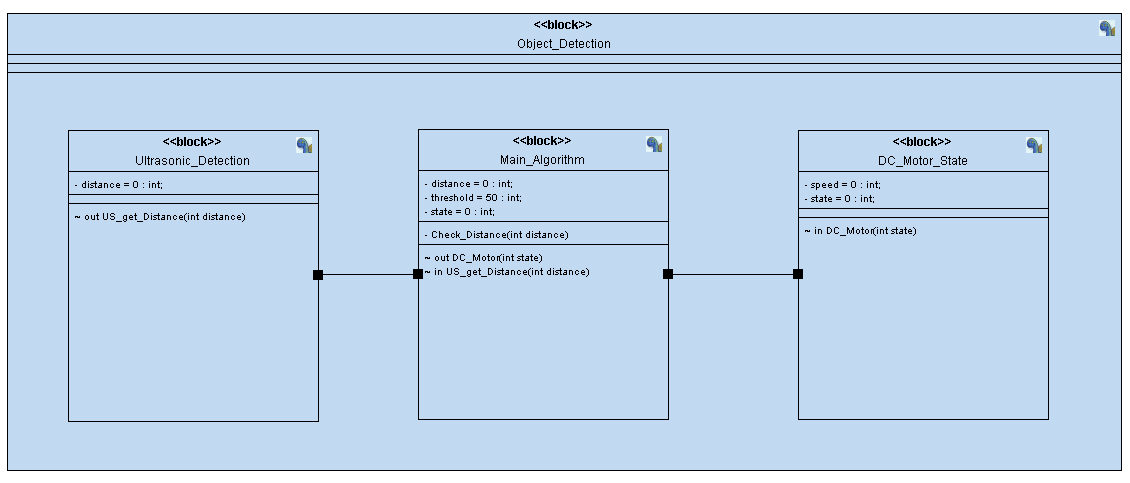 <<block>>
Object_Detection
<<block>>
Ultrasonic_Detection
- distance = 0 : int;
~ out US_get_Distance(int distance)
<<block>>
Main_Algorithm
- distance = 0 : int;
- threshold = 50 : int;
- state = 0 : int;
- Check_Distance(int distance)
~ out DC_Motor(int state)
~ in US_get_Distance(int distance)
<<block>>
DC_Motor_State
- speed = 0 : int;
- state = 0 : int;
~ in DC_Motor(int state)